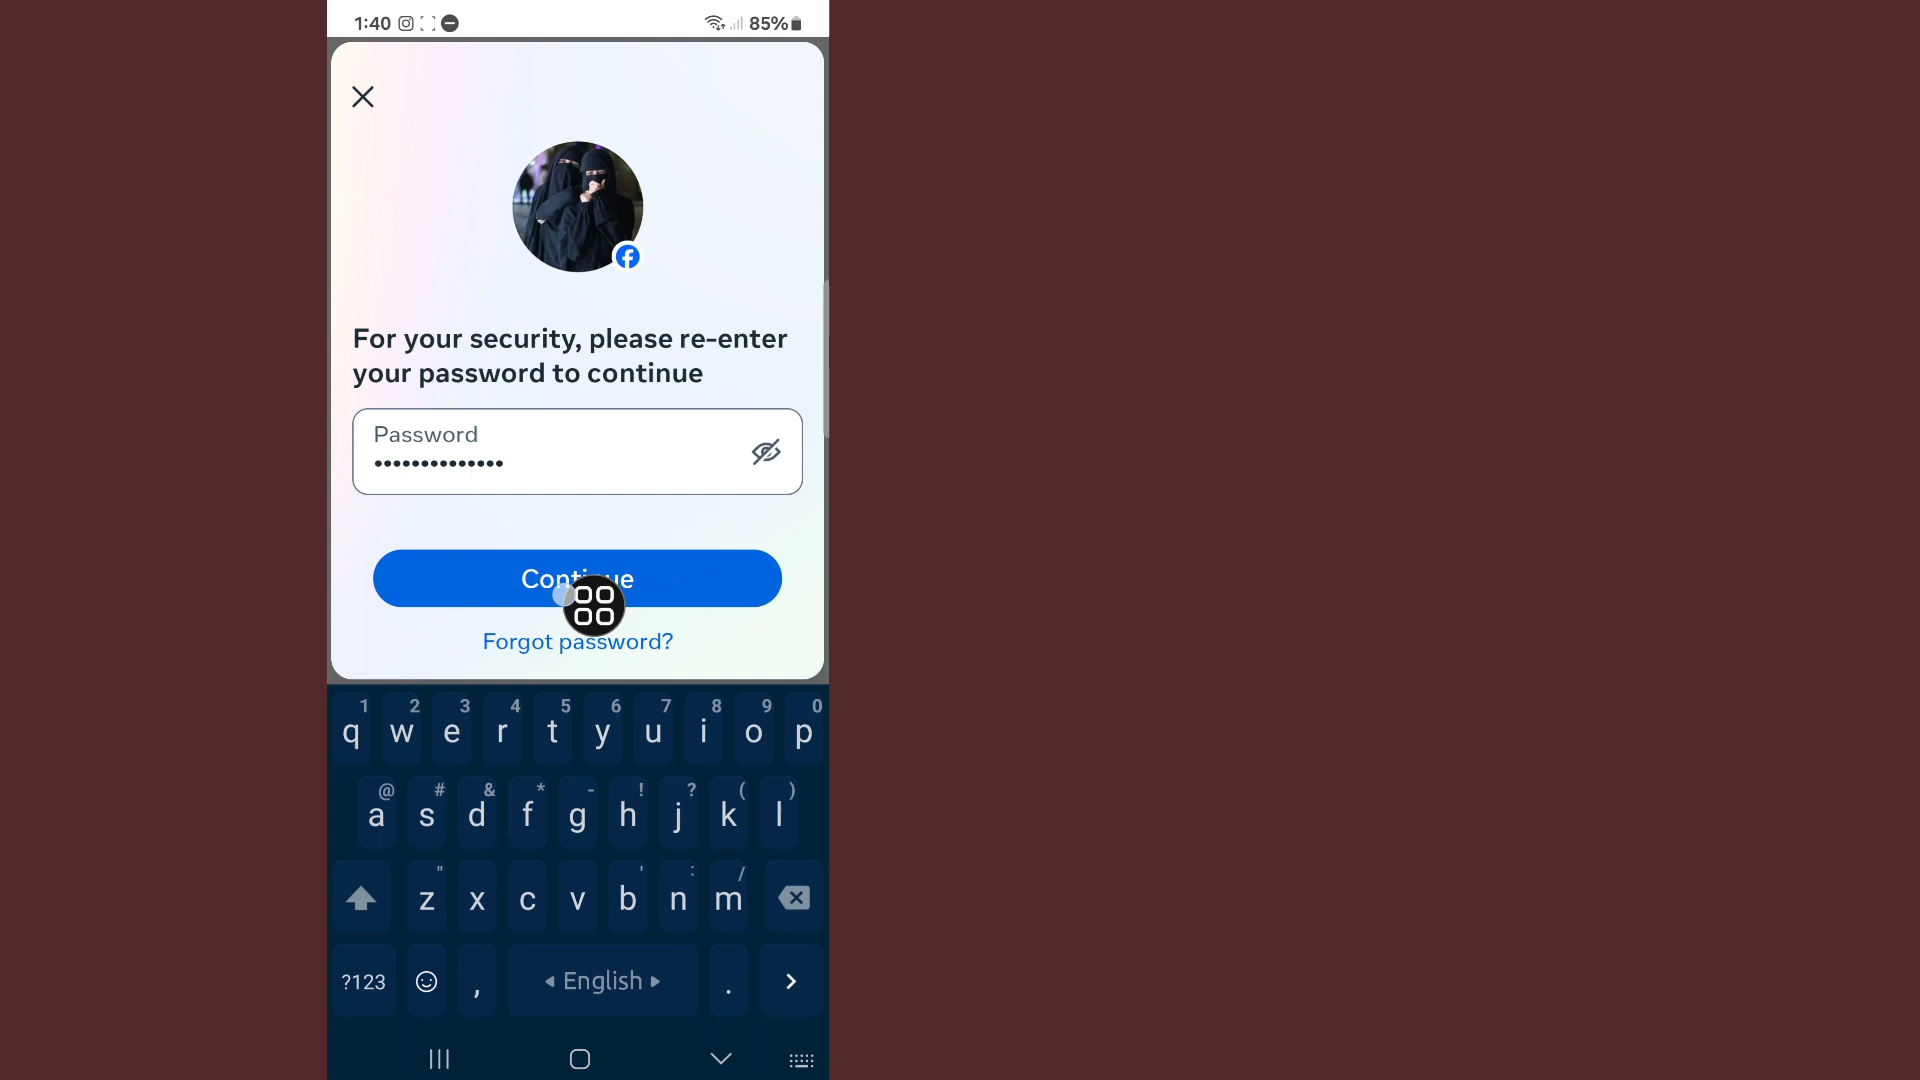 1:40
85%
For your security, please re-enter
your password to continue
Password
••••••••••••••
Continue
Forgot password?
1 2 3 4 5 6 7 8 9 0
q w e r t y u i o p
@ # & * - ! ? ( )
a s d f g h j k l
" ' : /
z x c v b n m
?123 , English .